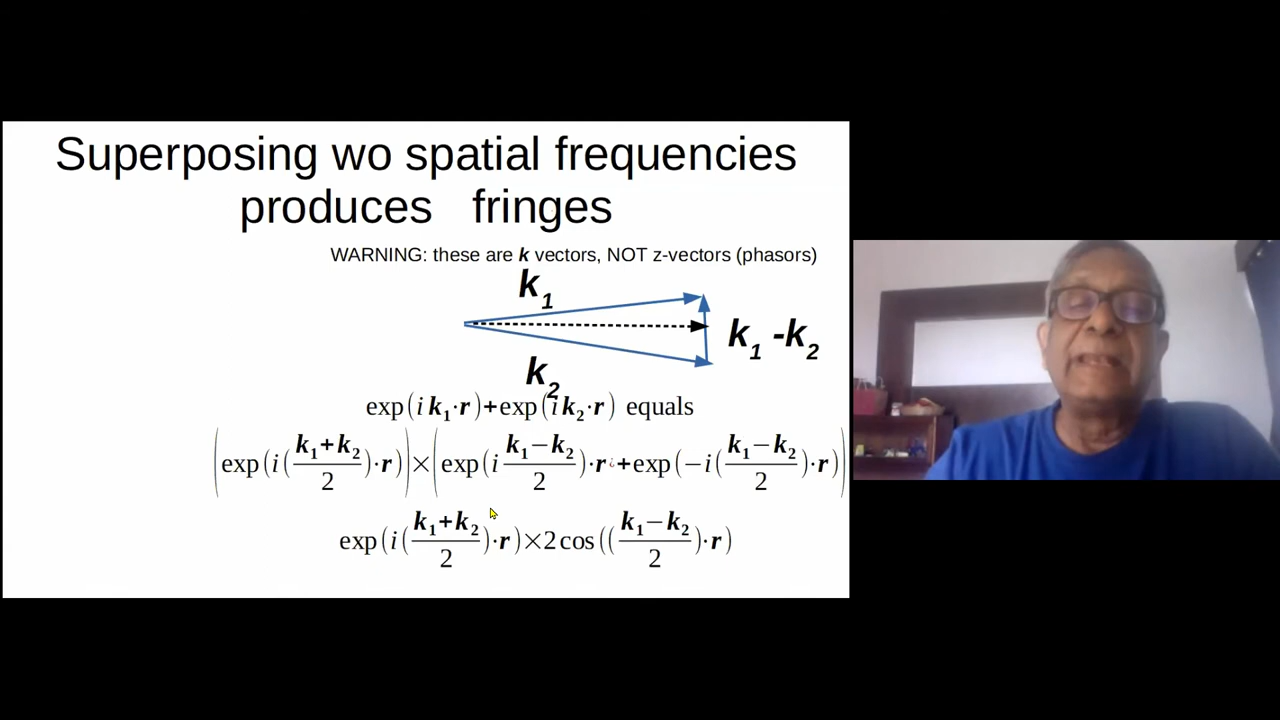 Superposing wo spatial frequencies
produces fringes
WARNING: these are k vectors, NOT z-vectors (phasors)
k₁
k₁ -k₂
k₂
exp(i k₁·r)+exp(i k₂·r) equals
(exp(i((k₁+k₂)/2)·r))×(exp(i (k₁−k₂)/2)·r¿+exp(−i((k₁−k₂)/2)·r))
exp(i((k₁+k₂)/2)·r)×2cos(((k₁−k₂)/2)·r)